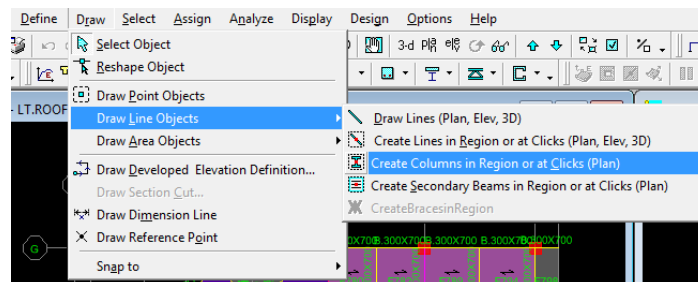 Define Draw Select Assign Analyze Display Design Options Help
Select Object
3-d
Reshape Object
Draw Point Objects
LT.ROOF
Draw Line Objects
Draw Lines (Plan, Elev, 3D)
Draw Area Objects
Create Lines in Region or at Clicks (Plan, Elev, 3D)
Draw Developed Elevation Definition...
Create Columns in Region or at Clicks (Plan)
Draw Section Cut...
Create Secondary Beams in Region or at Clicks (Plan)
Draw Dimension Line
CreateBracesinRegion
Draw Reference Point
G
B.300X700
Snap to